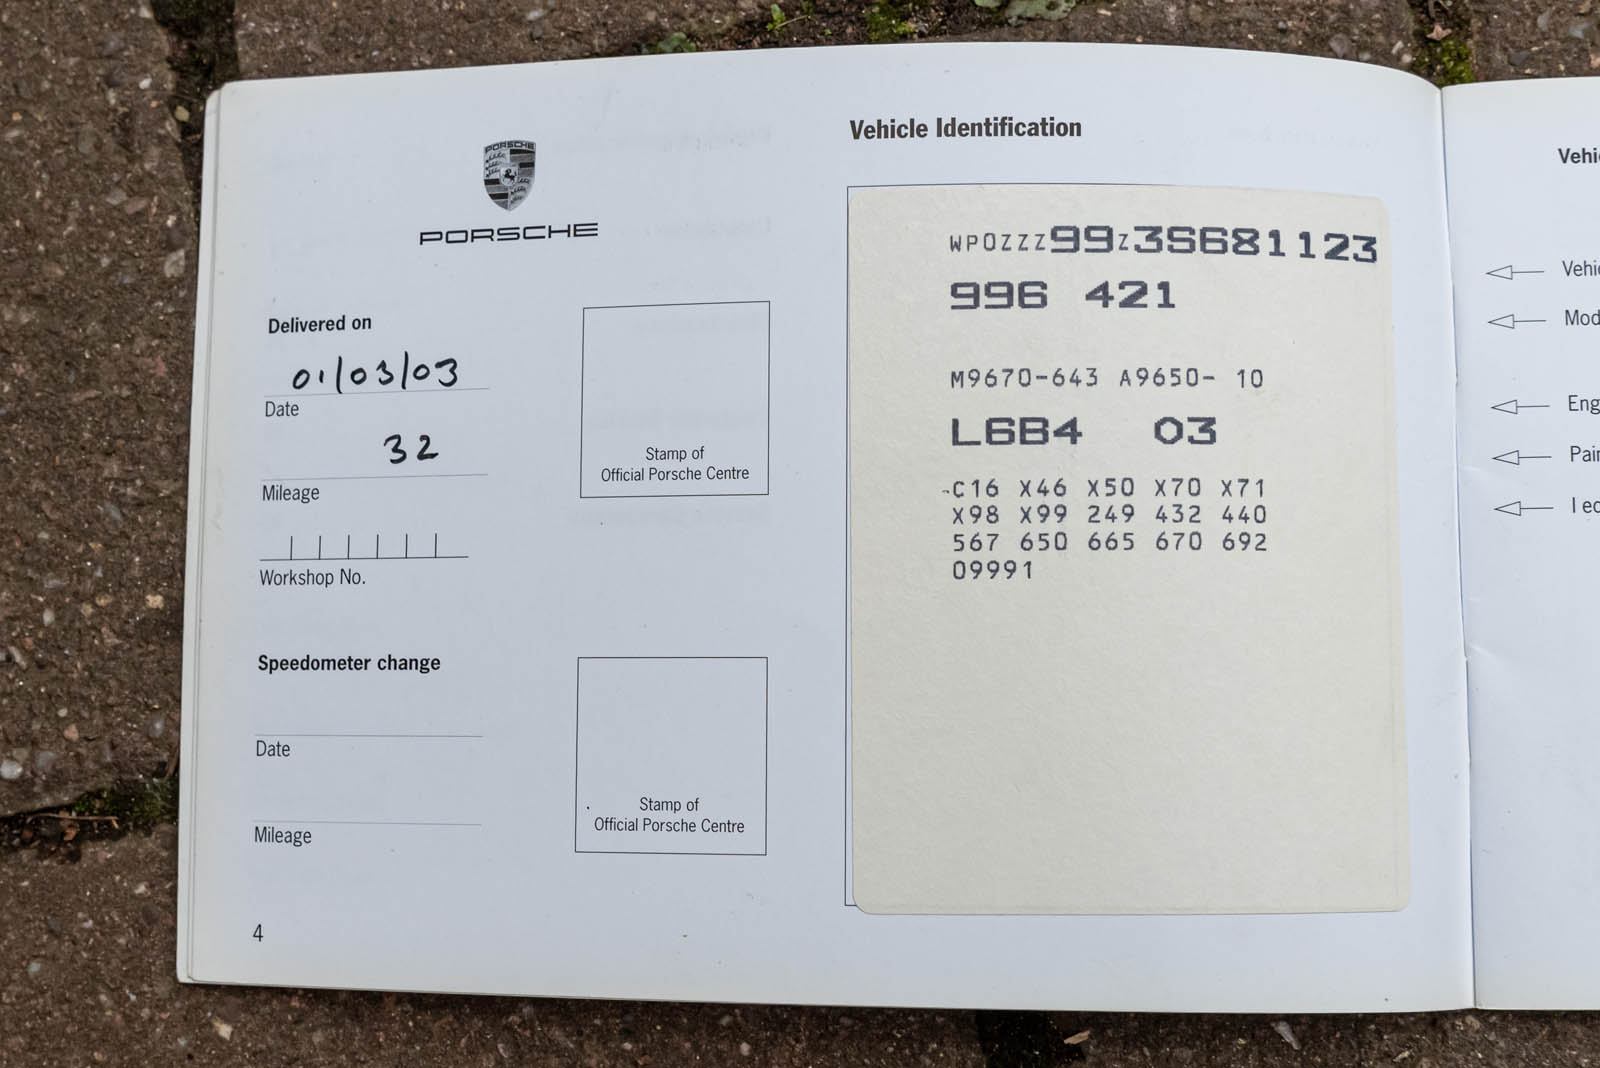 PORSCHE
PORSCHE
Delivered on
01/03/03
Date
32
Mileage
Workshop No.
Stamp of
Official Porsche Centre
Speedometer change
Date
Mileage
Stamp of
Official Porsche Centre
4
Vehicle Identification
WP0ZZZ99Z3S681123
996 421
M9670-643 A9650- 10
L6B4 03
C16 X46 X50 X70 X71
X98 X99 249 432 440
567 650 665 670 692
09991